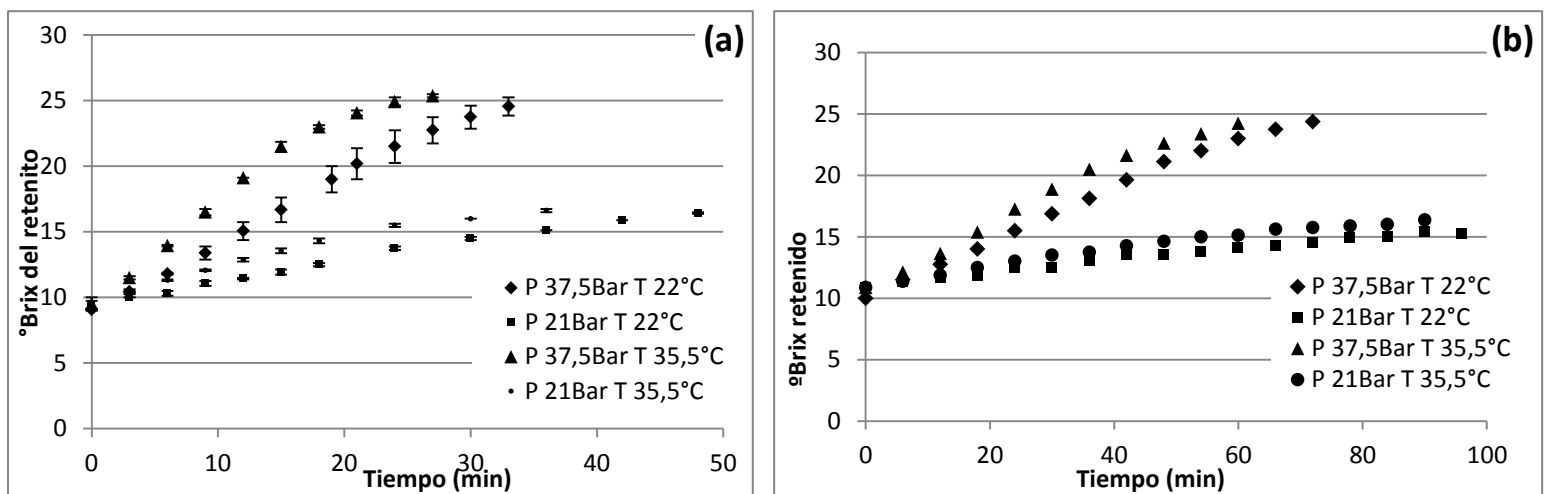 (a)
30
25
20
15
10
5
0
°Brix del retenito
0 10 20 30 40 50
Tiempo (min)
P 37,5Bar T 22°C
P 21Bar T 22°C
P 37,5Bar T 35,5°C
P 21Bar T 35,5°C
(b)
30
25
20
15
10
5
0
ºBrix retenido
0 20 40 60 80 100
Tiempo (min)
P 37,5Bar T 22°C
P 21Bar T 22°C
P 37,5Bar T 35,5°C
P 21Bar T 35,5°C